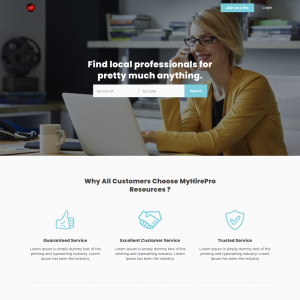 Join as a Pro
Login
Find local professionals for
pretty much anything.
Service List
Zip Code
Search
Why All Customers Choose MyHirePro
Resources ?
Guaranteed Service
Excellent Customer Service
Trusted Service
Lorem Ipsum is simply dummy text of the
printing and typesetting industry. Lorem
Ipsum has been the industry.
Lorem Ipsum is simply dummy text of the
printing and typesetting industry. Lorem
Ipsum has been the industry.
Lorem Ipsum is simply dummy text of the
printing and typesetting industry. Lorem
Ipsum has been the industry.